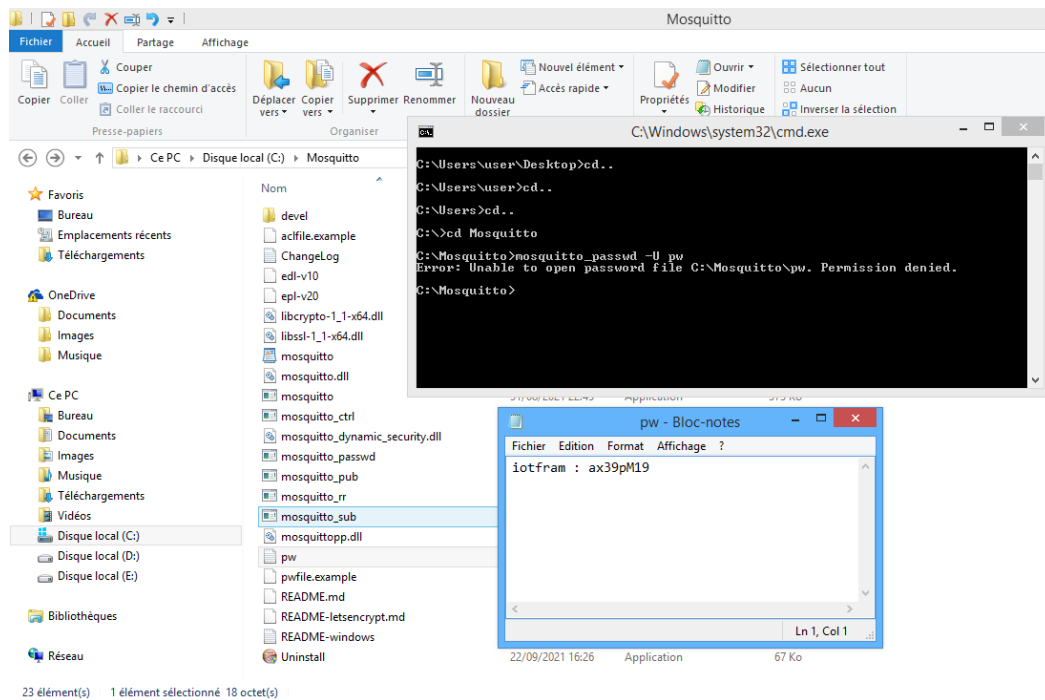 Mosquitto
Fichier Accueil Partage Affichage
Copier
Coller
Couper
Copier le chemin d'accès
Coller le raccourci
Presse-papiers
Déplacer vers
Copier vers
Supprimer
Renommer
Organiser
Nouveau dossier
Nouvel élément
Accès rapide
Propriétés
Ouvrir
Modifier
Historique
Sélectionner tout
Aucun
Inverser la sélection
Ce PC Disque local (C:) Mosquitto
Favoris
Bureau
Emplacements récents
Téléchargements
OneDrive
Documents
Images
Musique
Ce PC
Bureau
Documents
Images
Musique
Téléchargements
Vidéos
Disque local (C:)
Disque local (D:)
Disque local (E:)
Bibliothèques
Réseau
Nom
devel
aclfile.example
ChangeLog
edl-v10
epl-v20
libcrypto-1_1-x64.dll
libssl-1_1-x64.dll
mosquitto
mosquitto.dll
mosquitto
mosquitto_ctrl
mosquitto_dynamic_security.dll
mosquitto_passwd
mosquitto_pub
mosquitto_rr
mosquitto_sub
mosquittopp.dll
pw
pwfile.example
README.md
README-letsencrypt.md
README-windows
Uninstall
22/09/2021 16:26 Application 67 Ko
C:\Windows\system32\cmd.exe
C:\Users\user\Desktop>cd..
C:\Users\user>cd..
C:\Users>cd..
C:\>cd Mosquitto
C:\Mosquitto>mosquitto_passwd -U pw
Error: Unable to open password file C:\Mosquitto\pw. Permission denied.
C:\Mosquitto>
pw - Bloc-notes
Fichier Edition Format Affichage ?
iotfram : ax39pM19
Ln 1, Col 1
23 élément(s) 1 élément sélectionné 18 octet(s)